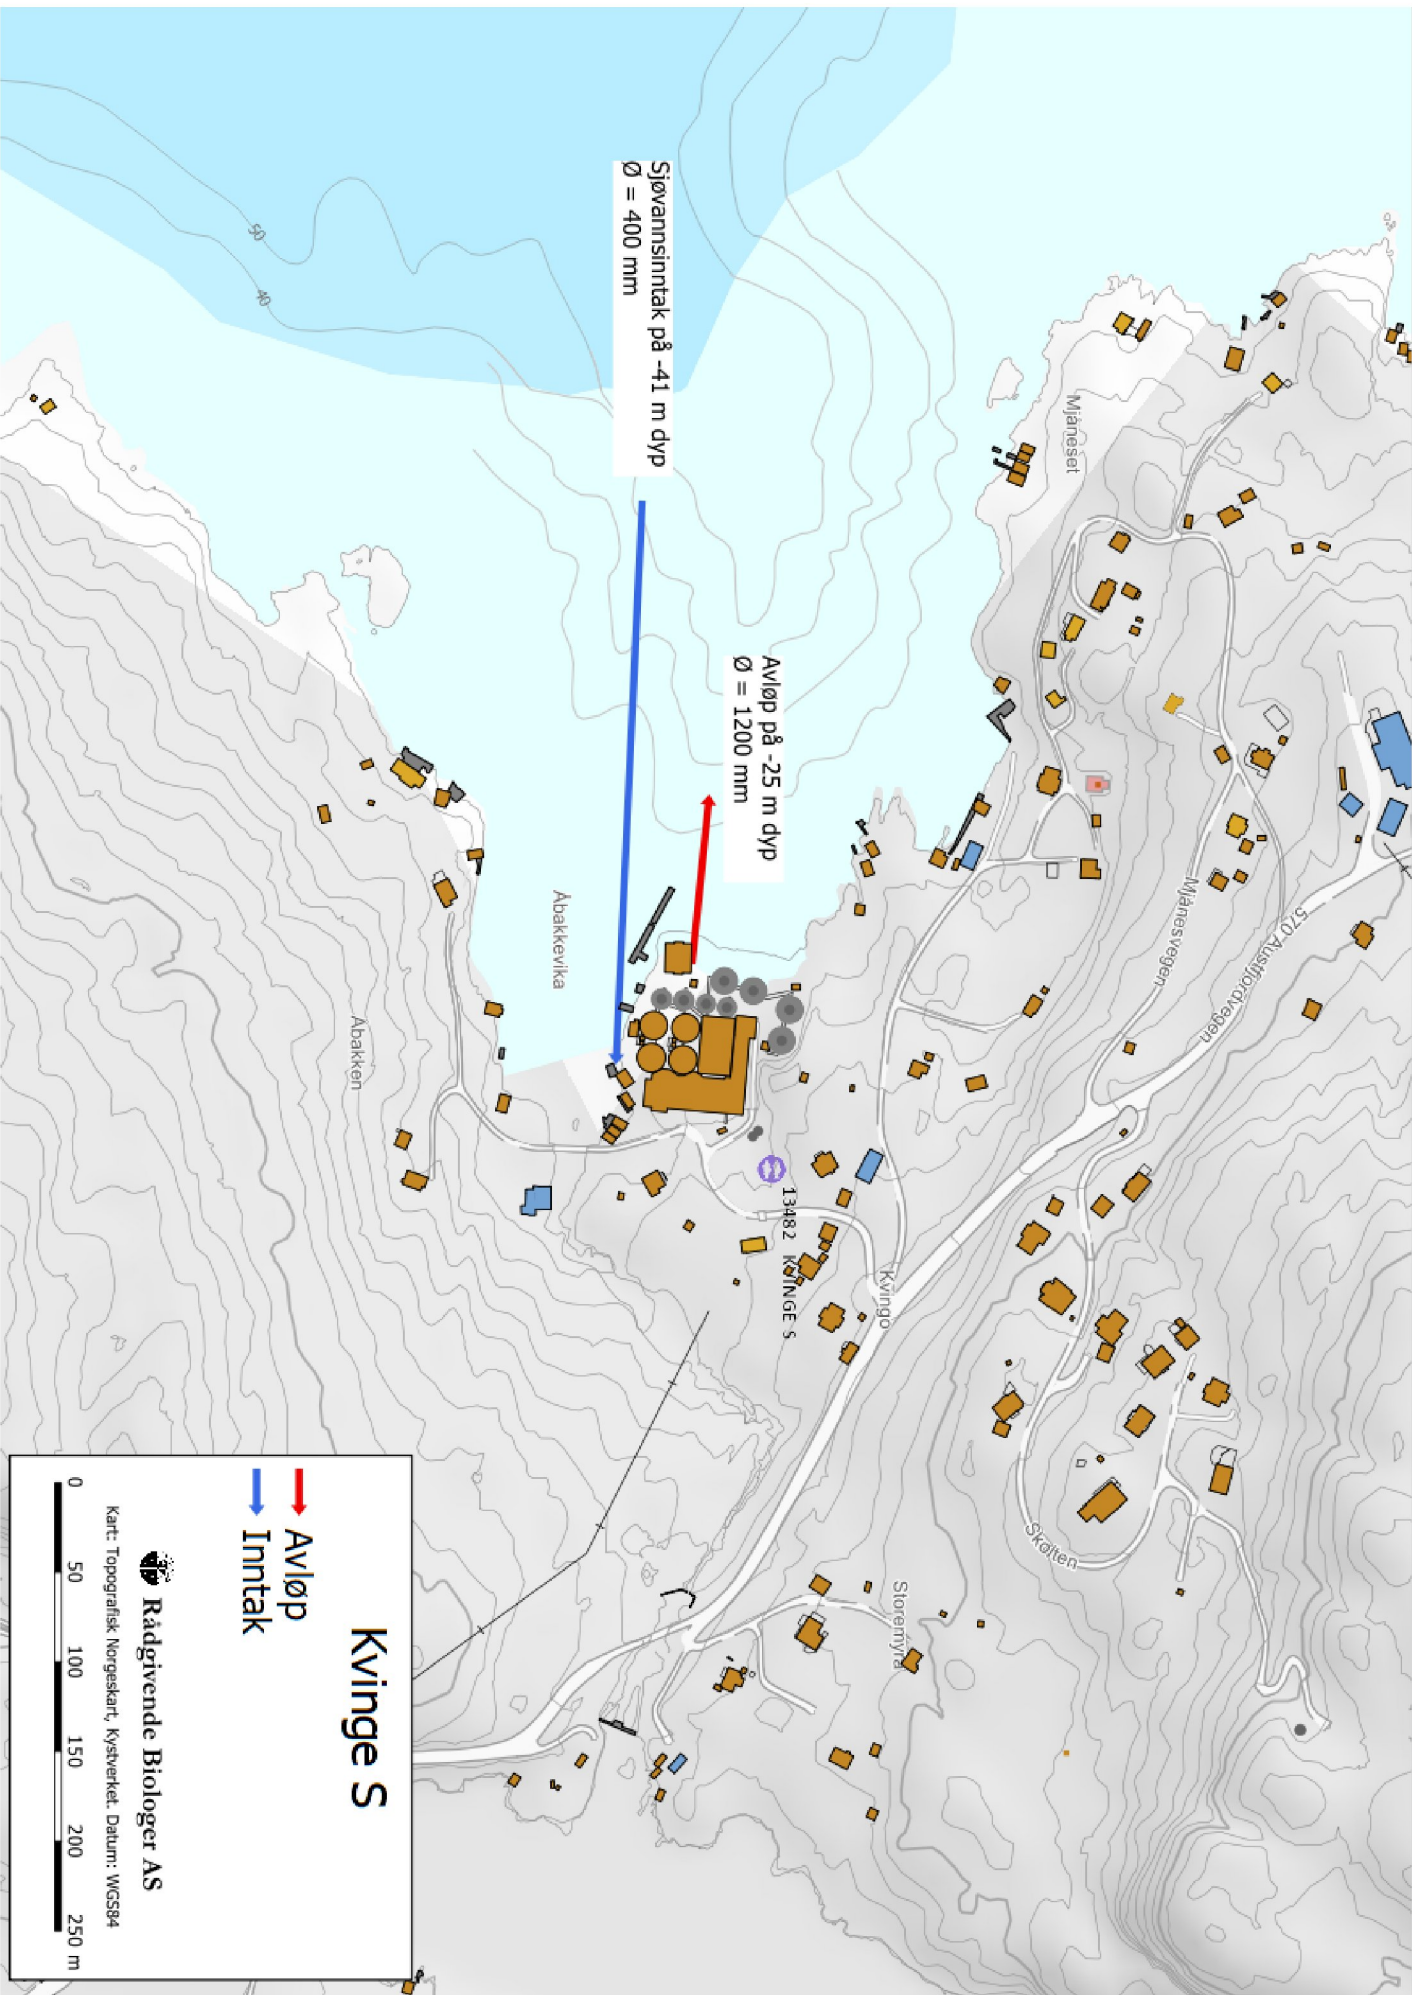 Sjøvannsinntak på -41 m dyp
Ø = 400 mm
Avløp på -25 m dyp
Ø = 1200 mm
50
40
Mjåneset
Mjånesvegen
570 Austfjordvegen
Åbakkevika
Åbakken
13482 KVINGE S
Kvingo
Skolten
Storemyra
Kvinge S
Avløp
Inntak
Rådgivende Biologer AS
Kart: Topografisk Norgeskart, Kystverket. Datum: WGS84
0 50 100 150 200 250 m